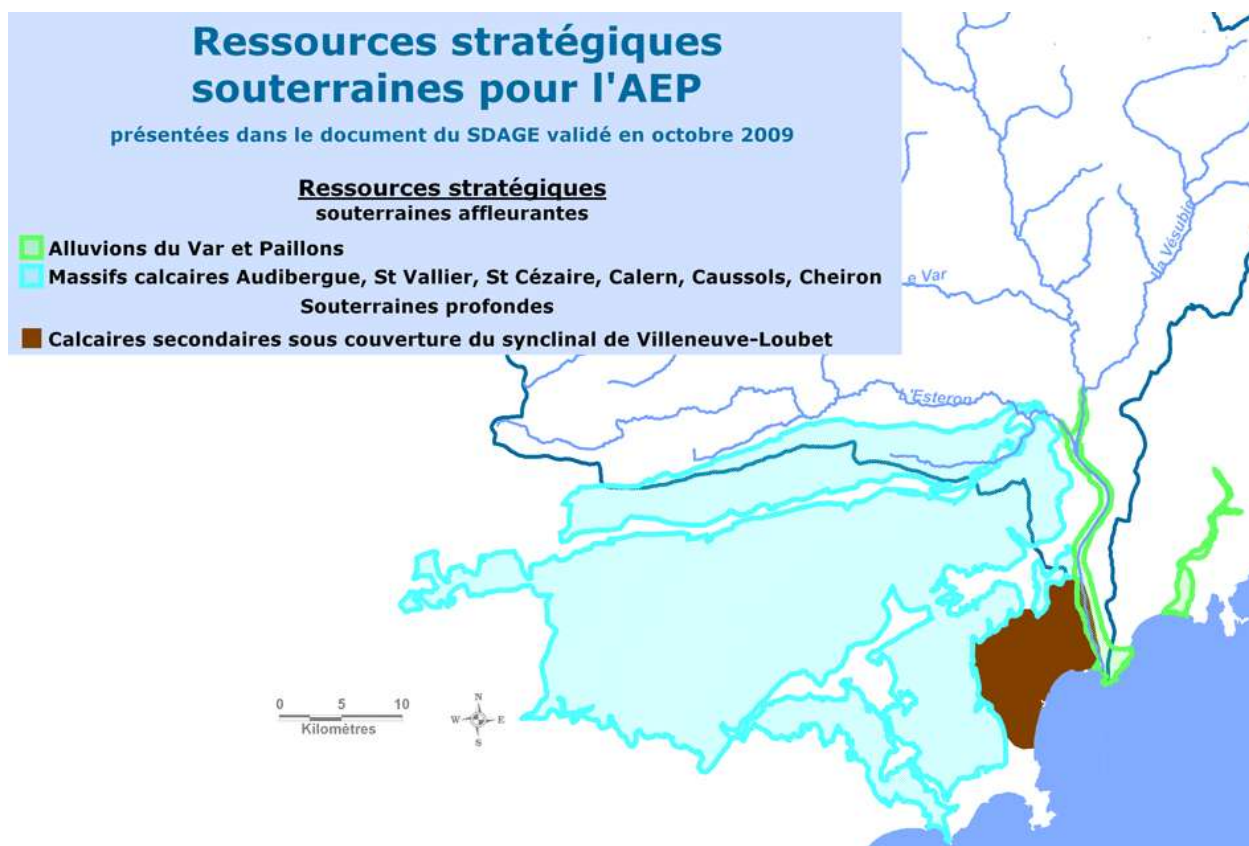 Ressources stratégiques
souterraines pour l'AEP
présentées dans le document du SDAGE validé en octobre 2009
Ressources stratégiques
souterraines affleurantes
Alluvions du Var et Paillons
Massifs calcaires Audibergue, St Vallier, St Cézaire, Calern, Caussols, Cheiron
Souterraines profondes
Calcaires secondaires sous couverture du synclinal de Villeneuve-Loubet
la Vésubie
e Var
L'Esteron
0 5 10
Kilomètres
N
W E
S